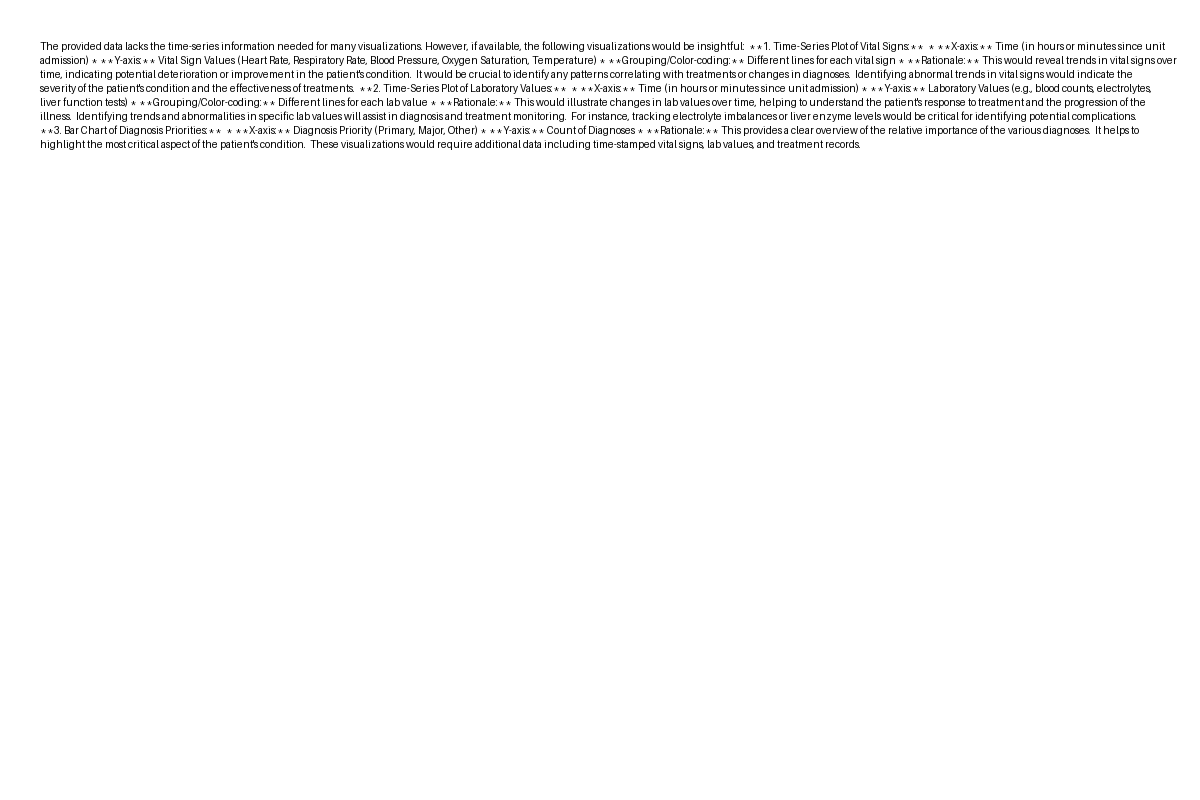 The provided data lacks the time-series information needed for many visualizations. However, if available, the following visualizations would be insightful: **1. Time-Series Plot of Vital Signs:** * **X-axis:** Time (in hours or minutes since unit
admission) * **Y-axis:** Vital Sign Values (Heart Rate, Respiratory Rate, Blood Pressure, Oxygen Saturation, Temperature) * **Grouping/Color-coding:** Different lines for each vital sign * **Rationale:** This would reveal trends in vital signs over
time, indicating potential deterioration or improvement in the patient's condition. It would be crucial to identify any patterns correlating with treatments or changes in diagnoses. Identifying abnormal trends in vital signs would indicate the
severity of the patient's condition and the effectiveness of treatments. **2. Time-Series Plot of Laboratory Values:** * **X-axis:** Time (in hours or minutes since unit admission) * **Y-axis:** Laboratory Values (e.g., blood counts, electrolytes,
liver function tests) * **Grouping/Color-coding:** Different lines for each lab value * **Rationale:** This would illustrate changes in lab values over time, helping to understand the patient's response to treatment and the progression of the
illness. Identifying trends and abnormalities in specific lab values will assist in diagnosis and treatment monitoring. For instance, tracking electrolyte imbalances or liver enzyme levels would be critical for identifying potential complications.
**3. Bar Chart of Diagnosis Priorities:** * **X-axis:** Diagnosis Priority (Primary, Major, Other) * **Y-axis:** Count of Diagnoses * **Rationale:** This provides a clear overview of the relative importance of the various diagnoses. It helps to
highlight the most critical aspect of the patient's condition. These visualizations would require additional data including time-stamped vital signs, lab values, and treatment records.